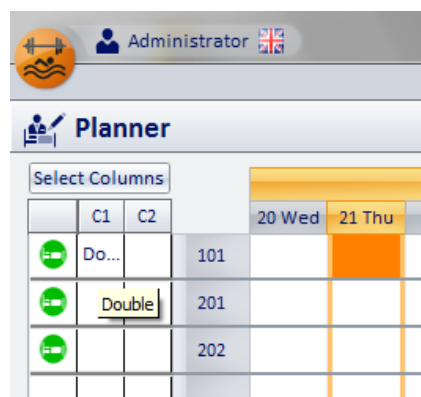 Administrator
Planner
Select Columns
C1 C2 20 Wed 21 Thu
Do... 101
Double 201
202